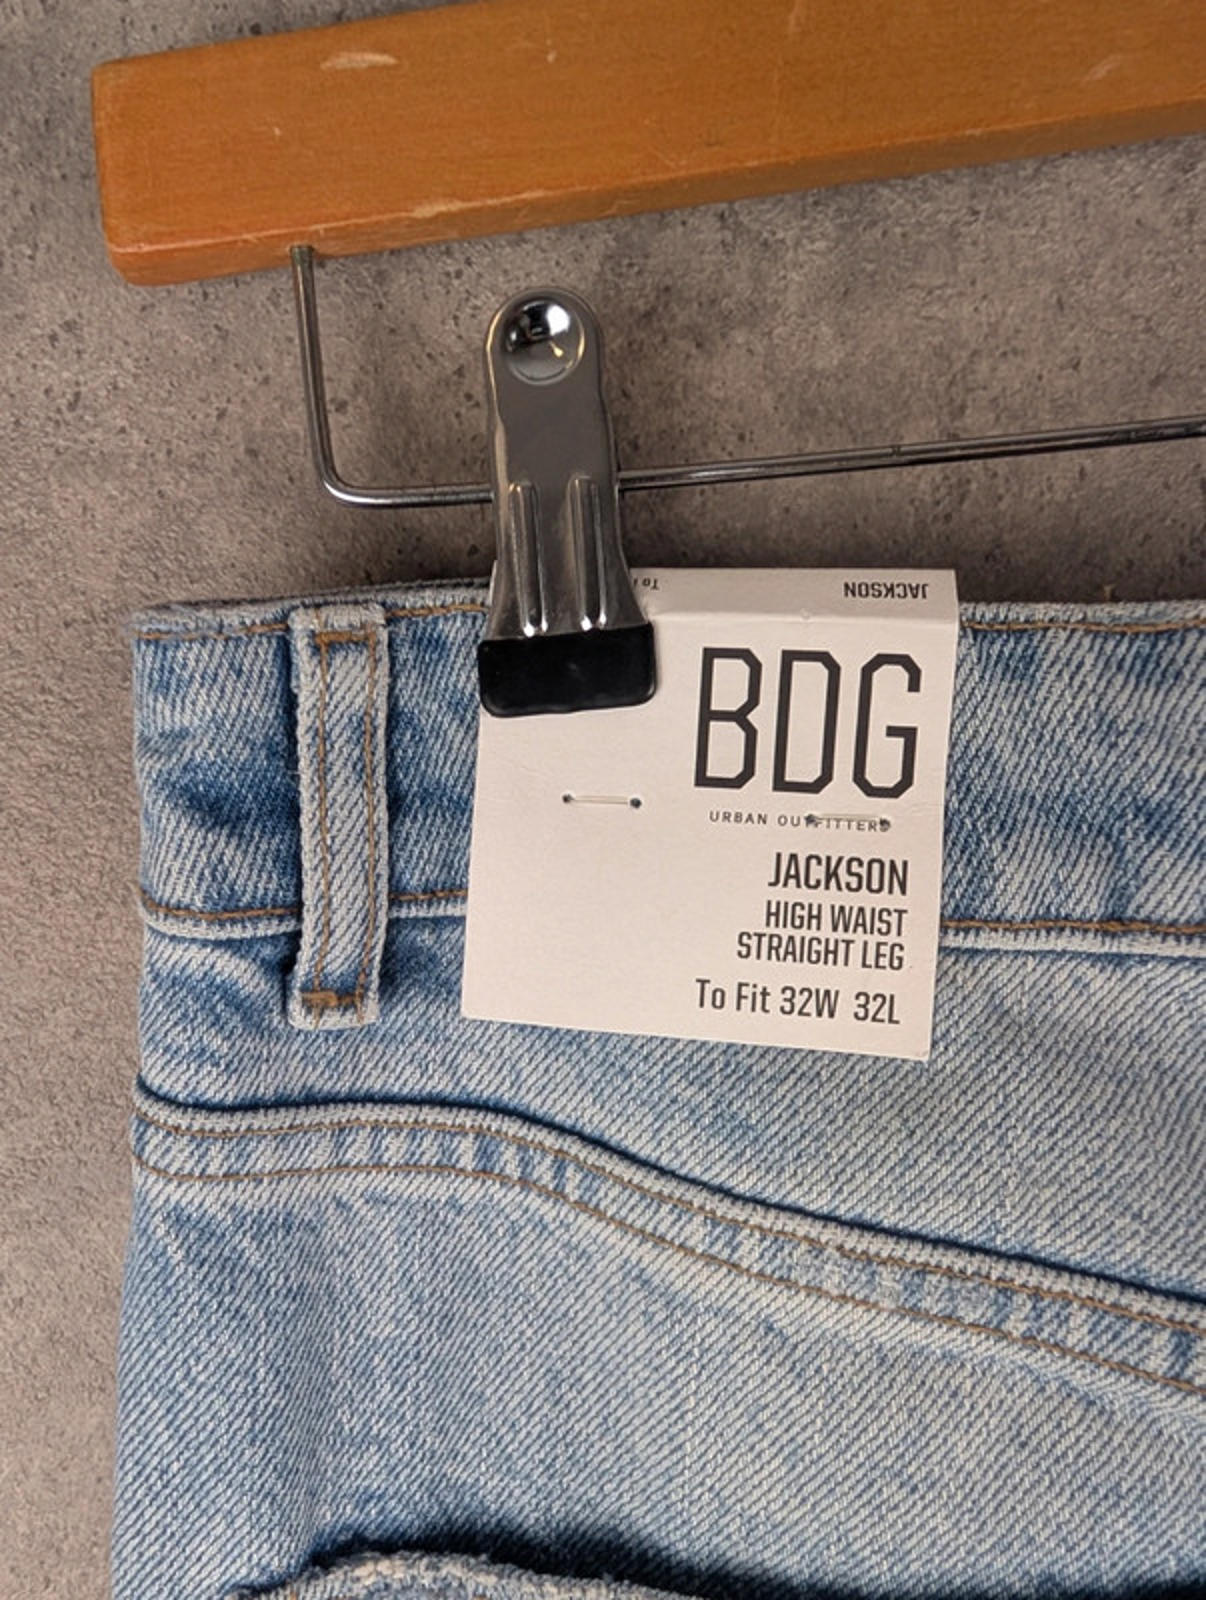 JACKSON
BDG
URBAN OUTFITTERS
JACKSON
HIGH WAIST
STRAIGHT LEG
To Fit 32W 32L